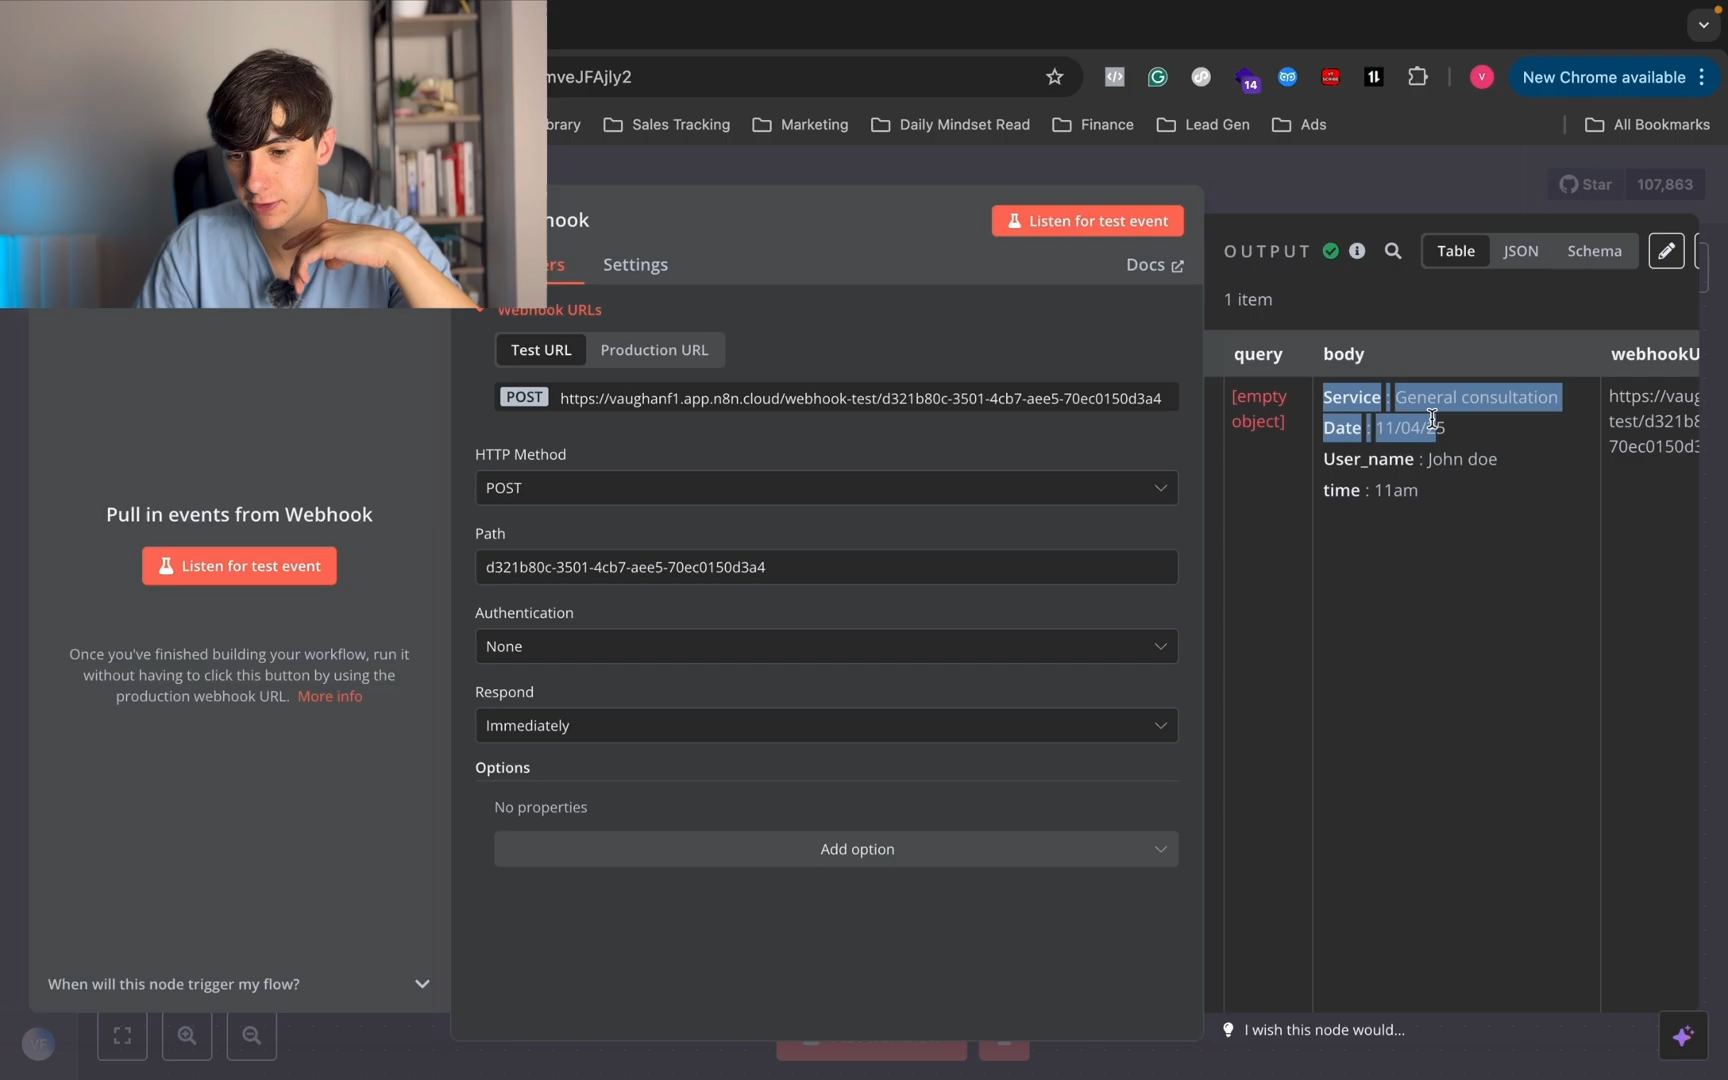 mveJFAjly2
14
V
New Chrome available
brary
Sales Tracking
Marketing
Daily Mindset Read
Finance
Lead Gen
Ads
All Bookmarks
Star 107,863
hook
Listen for test event
ers
Settings
Docs
Webhook URLs
Test URL
Production URL
POST https://vaughanf1.app.n8n.cloud/webhook-test/d321b80c-3501-4cb7-aee5-70ec0150d3a4
HTTP Method
POST
Path
d321b80c-3501-4cb7-aee5-70ec0150d3a4
Authentication
None
Respond
Immediately
Options
No properties
Add option
Pull in events from Webhook
Listen for test event
Once you've finished building your workflow, run it
without having to click this button by using the
production webhook URL. More info
When will this node trigger my flow?
VF
OUTPUT
Table
JSON
Schema
1 item
query
body
webhookU
[empty
object]
Service : General consultation
Date : 11/04/25
User_name : John doe
time : 11am
https://vaug
test/d321b8
70ec0150d3
I wish this node would...